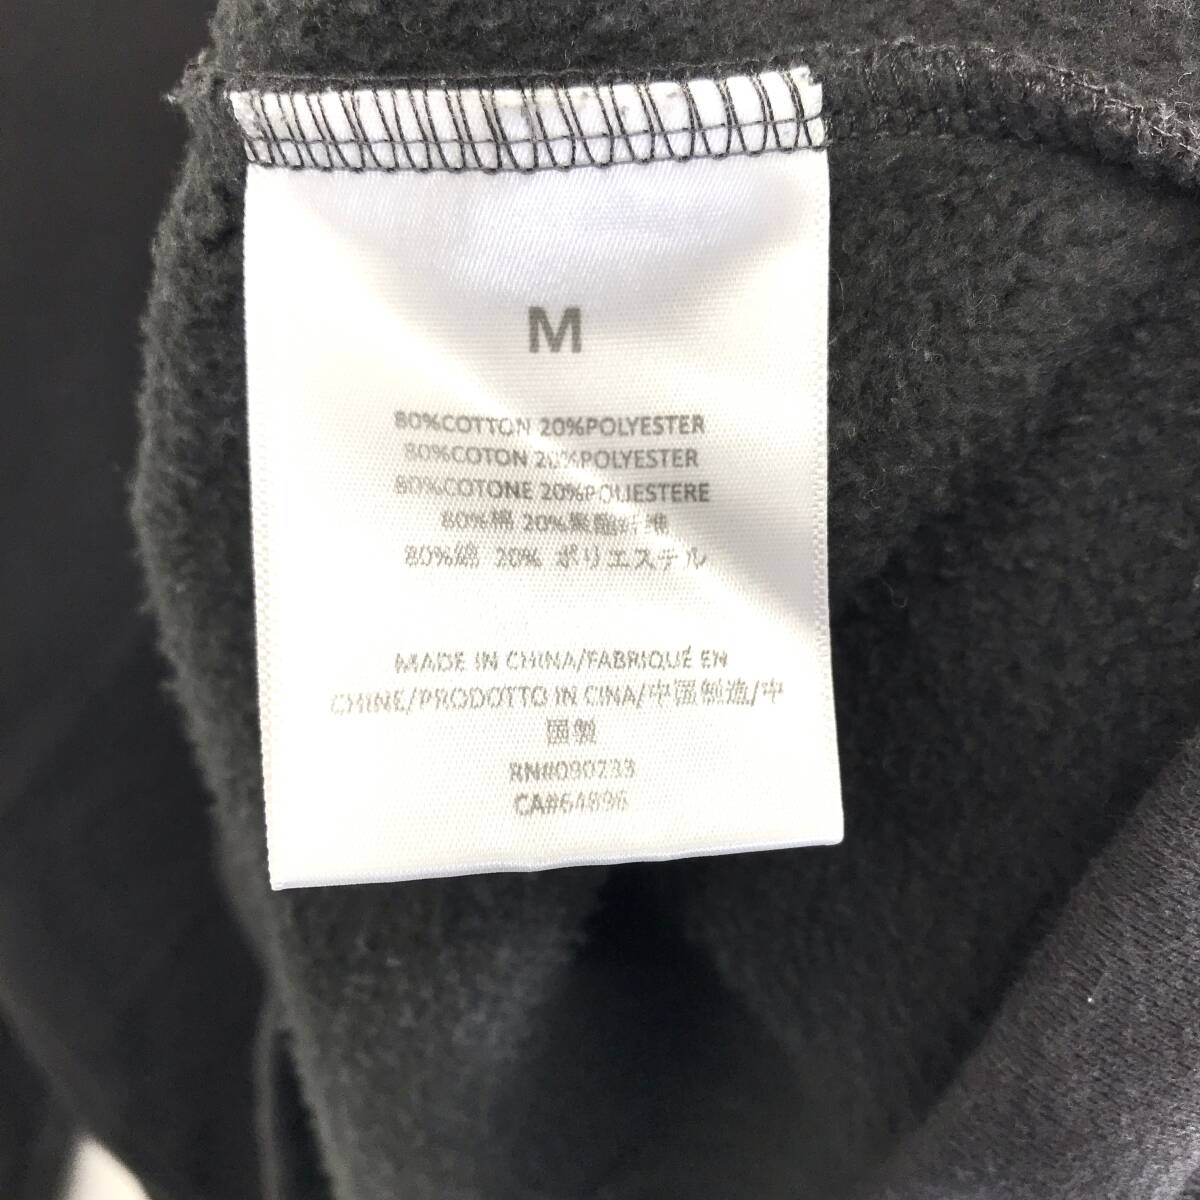 M
80%COTTON 20%POLYESTER
80%COTON 20%POLYESTER
80%COTONE 20%POLIESTERE
80%棉 20%聚酯纤维
80%綿 20% ポリエステル
MADE IN CHINA/FABRIQUÉ EN
CHINE/PRODOTTO IN CINA/中国製造/中
国製
RN#090233
CA#64896